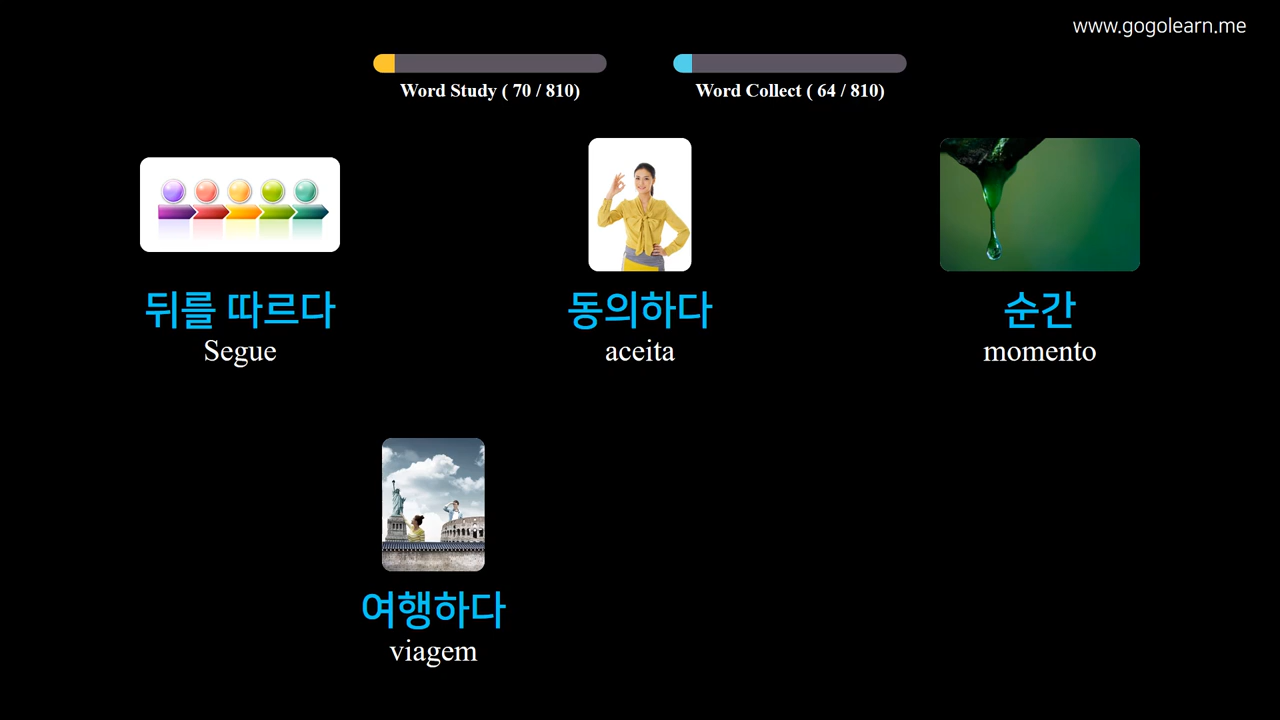 www.gogolearn.me
Word Study ( 70 / 810)
Word Collect ( 64 / 810)
뒤를 따르다
Segue
동의하다
aceita
순간
momento
여행하다
viagem